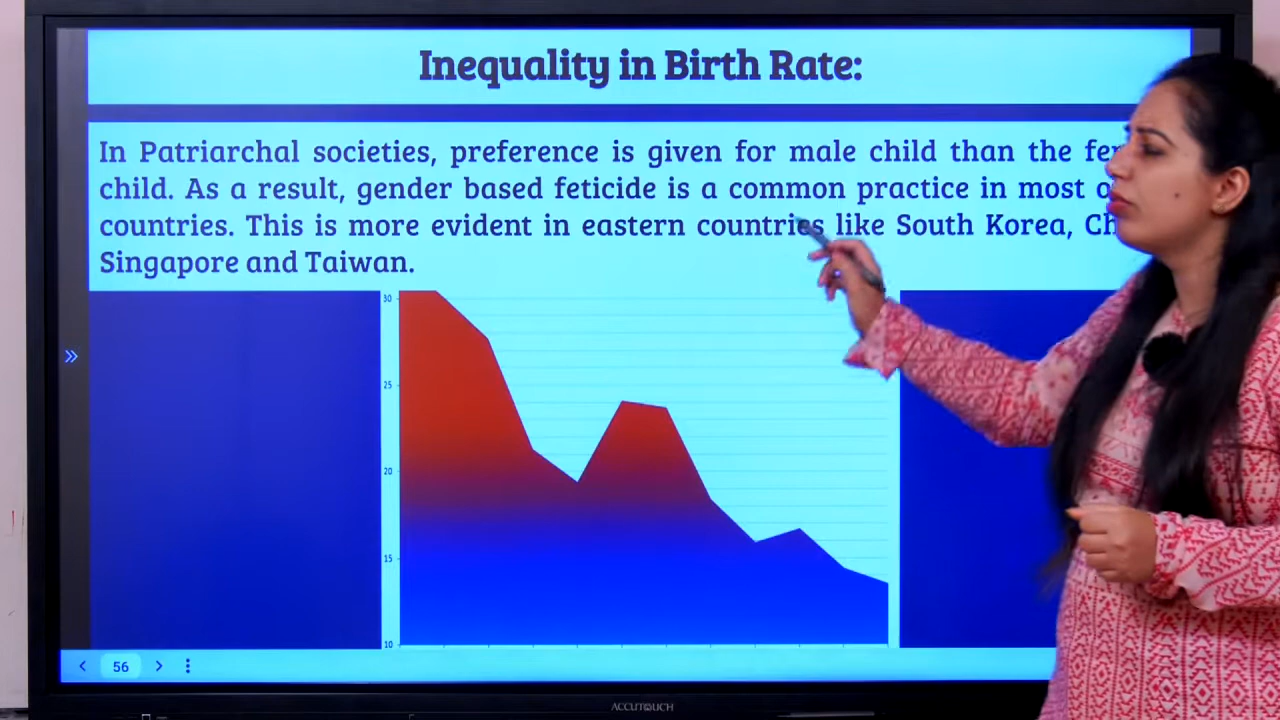 Inequality in Birth Rate:
In Patriarchal societies, preference is given for male child than the
child. As a result, gender based feticide is a common practice in most
countries. This is more evident in eastern countries like South Korea,
Singapore and Taiwan.
30
25
20
15
10
56
ACCUTOUCH